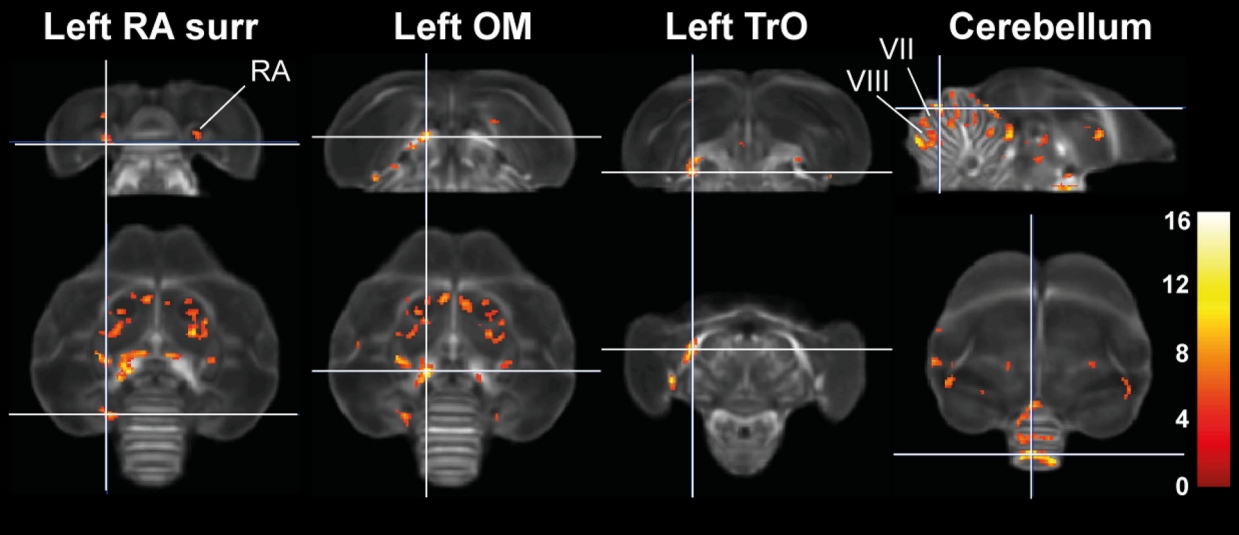 Left RA surr
Left OM
Left TrO
Cerebellum
RA
VII
VIII
16
12
8
4
0